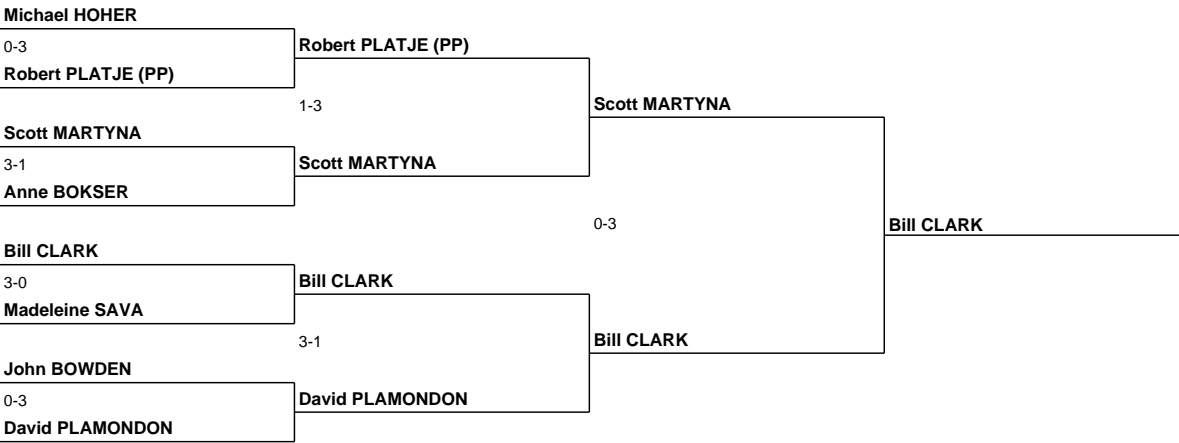 Michael HOHER
0-3
Robert PLATJE (PP)
Robert PLATJE (PP)
1-3
Scott MARTYNA
Scott MARTYNA
3-1
Scott MARTYNA
Anne BOKSER
0-3
Bill CLARK
Bill CLARK
3-0
Bill CLARK
Madeleine SAVA
3-1
Bill CLARK
John BOWDEN
0-3
David PLAMONDON
David PLAMONDON